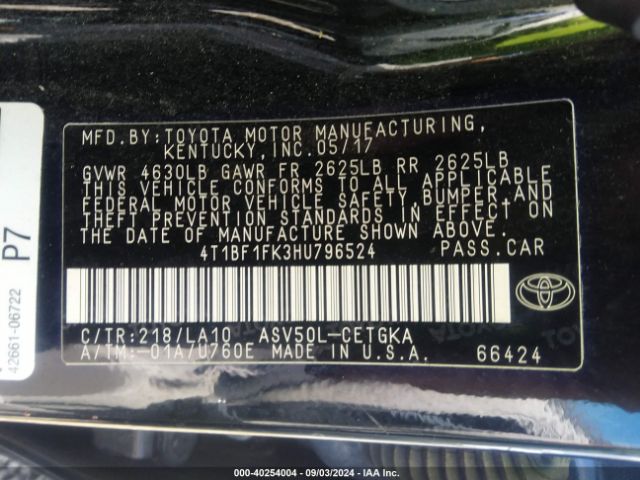 MFD.BY:TOYOTA MOTOR MANUFACTURING,
KENTUCKY,INC.05/17
GVWR 4630LB GAWR FR 2625LB RR 2625LB
THIS VEHICLE CONFORMS TO ALL APPLICABLE
FEDERAL MOTOR VEHICLE SAFETY,BUMPER,AND
THEFT PREVENTION STANDARDS IN EFFECT ON
THE DATE OF MANUFACTURE SHOWN ABOVE.
4T1BF1FK3HU796524 PASS.CAR
C/TR:218/LA10 ASV50L-CETGKA
A/TM:-01A/U760E MADE IN U.S.A. 66424
P7
42661-06722
000-40254004 - 09/03/2024 - IAA Inc.